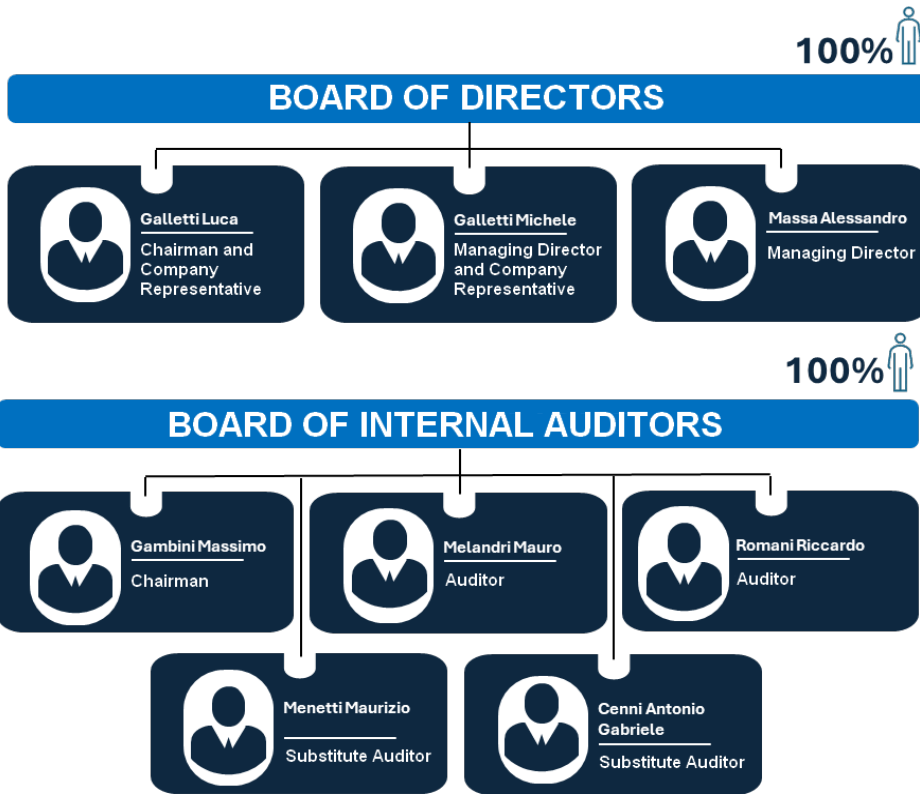 100%
BOARD OF DIRECTORS
Galletti Luca
Chairman and
Company
Representative
Galletti Michele
Managing Director
and Company
Representative
Massa Alessandro
Managing Director
100%
BOARD OF INTERNAL AUDITORS
Gambini Massimo
Chairman
Melandri Mauro
Auditor
Romani Riccardo
Auditor
Menetti Maurizio
Substitute Auditor
Cenni Antonio
Gabriele
Substitute Auditor